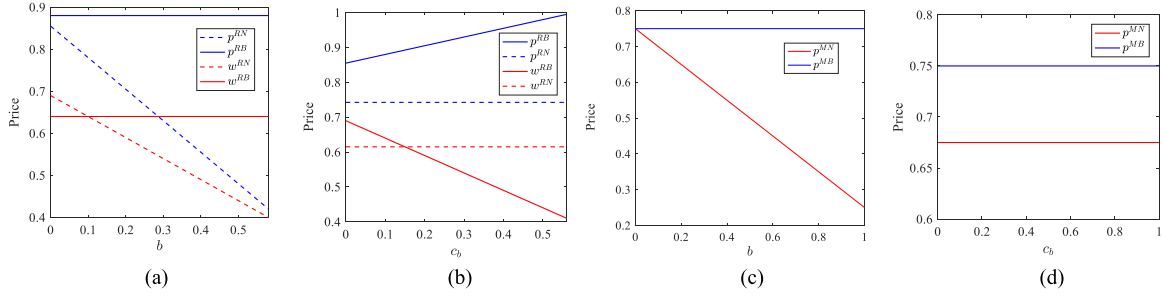 0.9
0.8
0.7
0.6
0.5
0.4
Price
0 0.1 0.2 0.3 0.4 0.5
b
p^{RN}
p^{RB}
w^{RN}
w^{RB}
(a)
1
0.9
0.8
0.7
0.6
0.5
0.4
Price
0 0.1 0.2 0.3 0.4 0.5
c_b
p^{RB}
p^{RN}
w^{RB}
w^{RN}
(b)
0.8
0.7
0.6
0.5
0.4
0.3
0.2
Price
0 0.2 0.4 0.6 0.8 1
b
p^{MN}
p^{MB}
(c)
0.8
0.75
0.7
0.65
0.6
Price
0 0.2 0.4 0.6 0.8 1
c_b
p^{MN}
p^{MB}
(d)